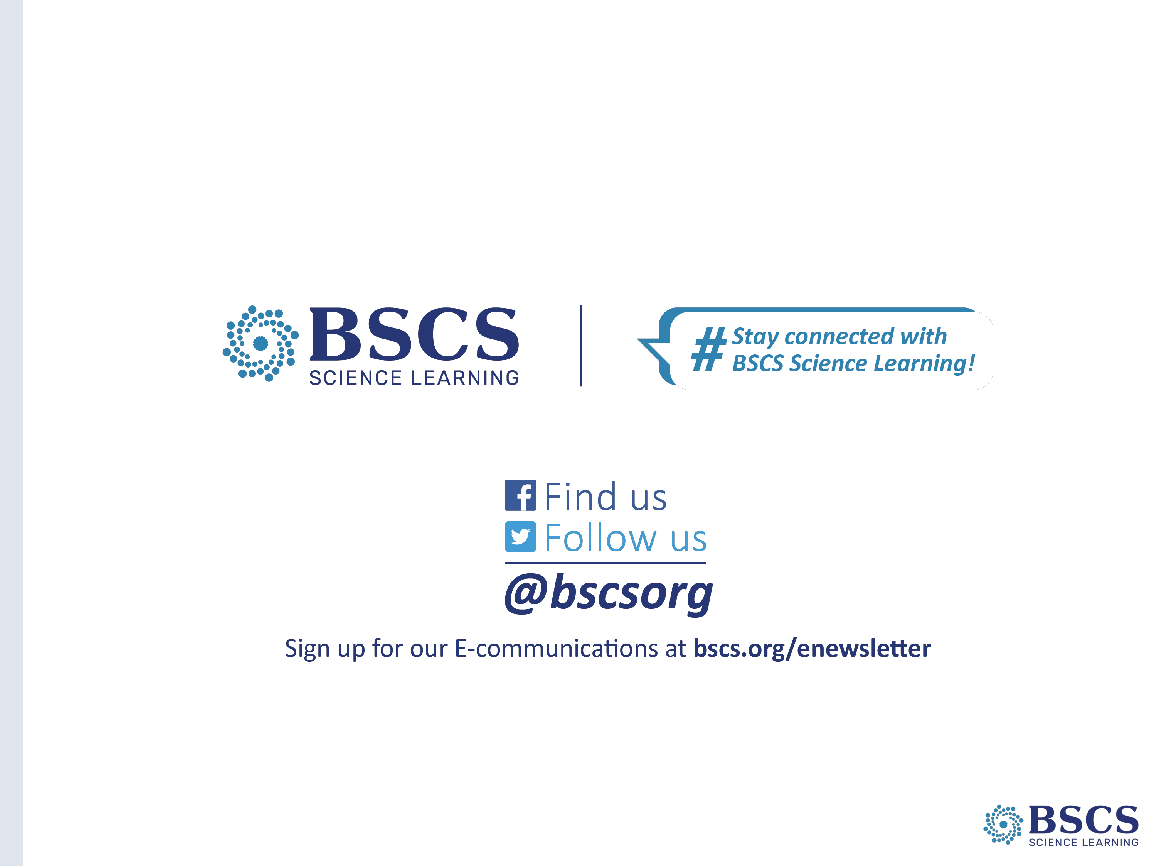 BSCS
SCIENCE LEARNING
# Stay connected with
BSCS Science Learning!
Find us
Follow us
@bscsorg
Sign up for our E-communications at bscs.org/enewsletter
BSCS
SCIENCE LEARNING